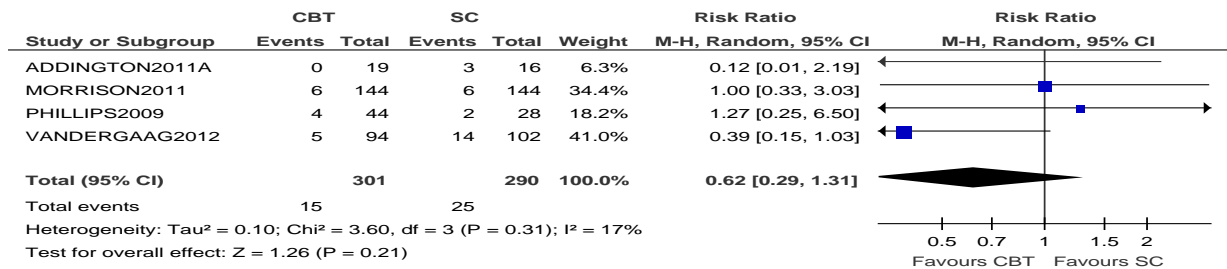 CBT SC Risk Ratio Risk Ratio
Study or Subgroup Events Total Events Total Weight M-H, Random, 95% CI M-H, Random, 95% CI
ADDINGTON2011A 0 19 3 16 6.3% 0.12 [0.01, 2.19]
MORRISON2011 6 144 6 144 34.4% 1.00 [0.33, 3.03]
PHILLIPS2009 4 44 2 28 18.2% 1.27 [0.25, 6.50]
VANDERGAAG2012 5 94 14 102 41.0% 0.39 [0.15, 1.03]
Total (95% CI) 301 290 100.0% 0.62 [0.29, 1.31]
Total events 15 25
Heterogeneity: Tau² = 0.10; Chi² = 3.60, df = 3 (P = 0.31); I² = 17%
Test for overall effect: Z = 1.26 (P = 0.21)
0.5 0.7 1 1.5 2
Favours CBT Favours SC